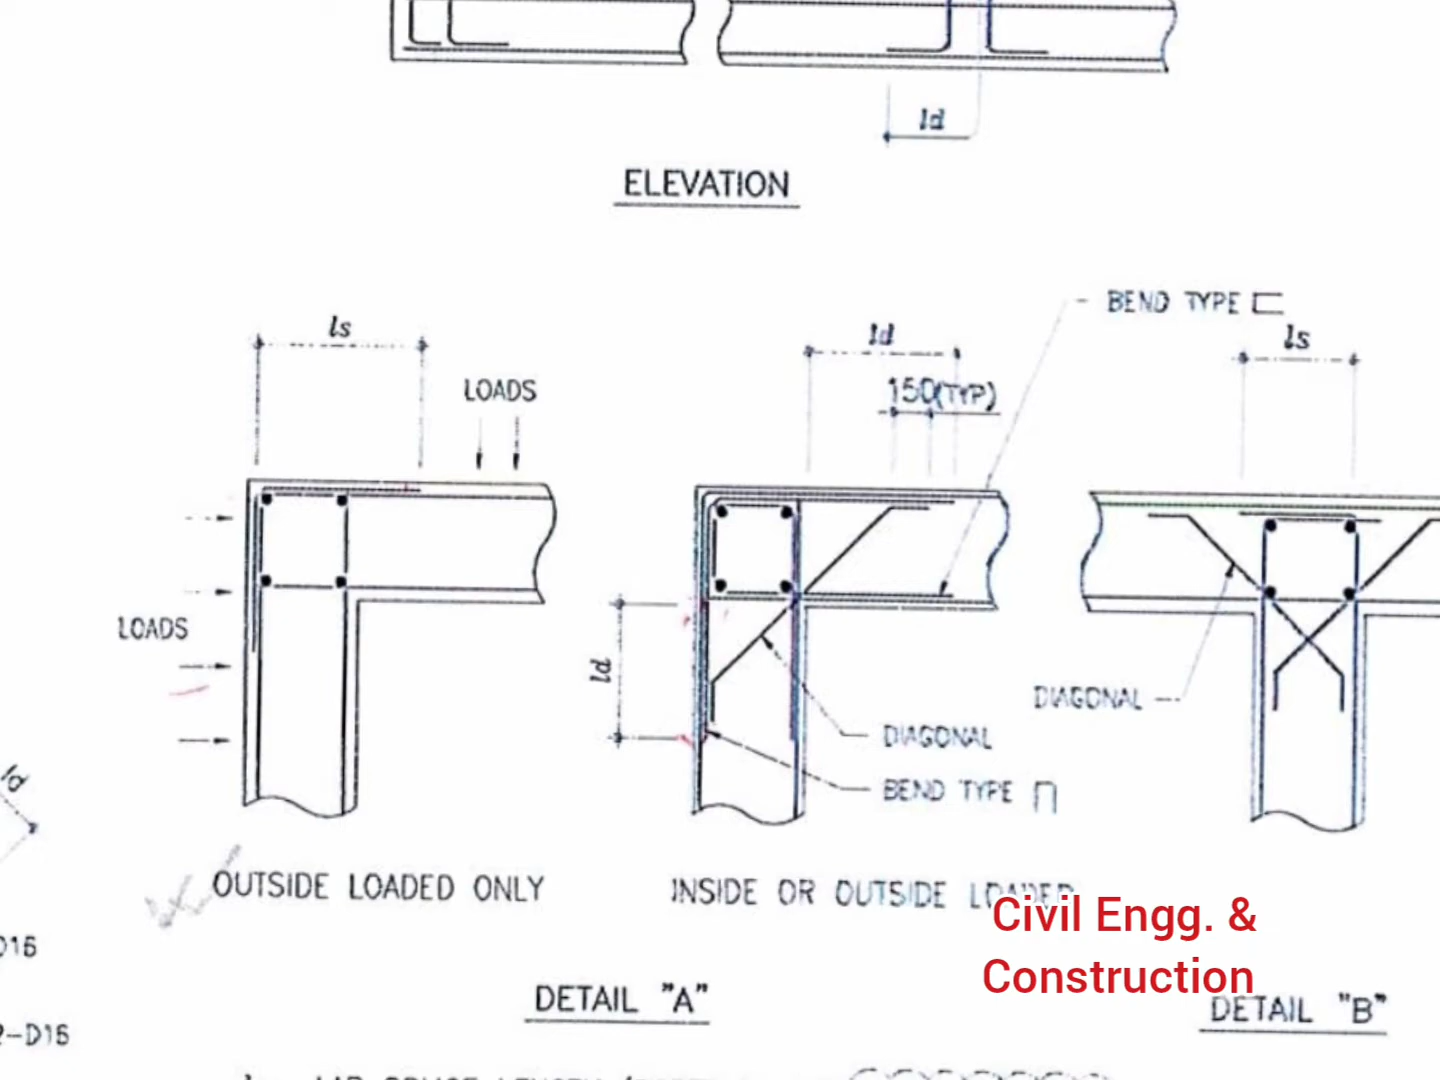 ld
ELEVATION
BEND TYPE
ls
ld
ls
LOADS
150(TYP)
LOADS
ld
DIAGONAL
DIAGONAL
BEND TYPE
ld
OUTSIDE LOADED ONLY
INSIDE OR OUTSIDE LOADED
Civil Engg. &
Construction
D16
DETAIL "A"
DETAIL "B"
2-D16